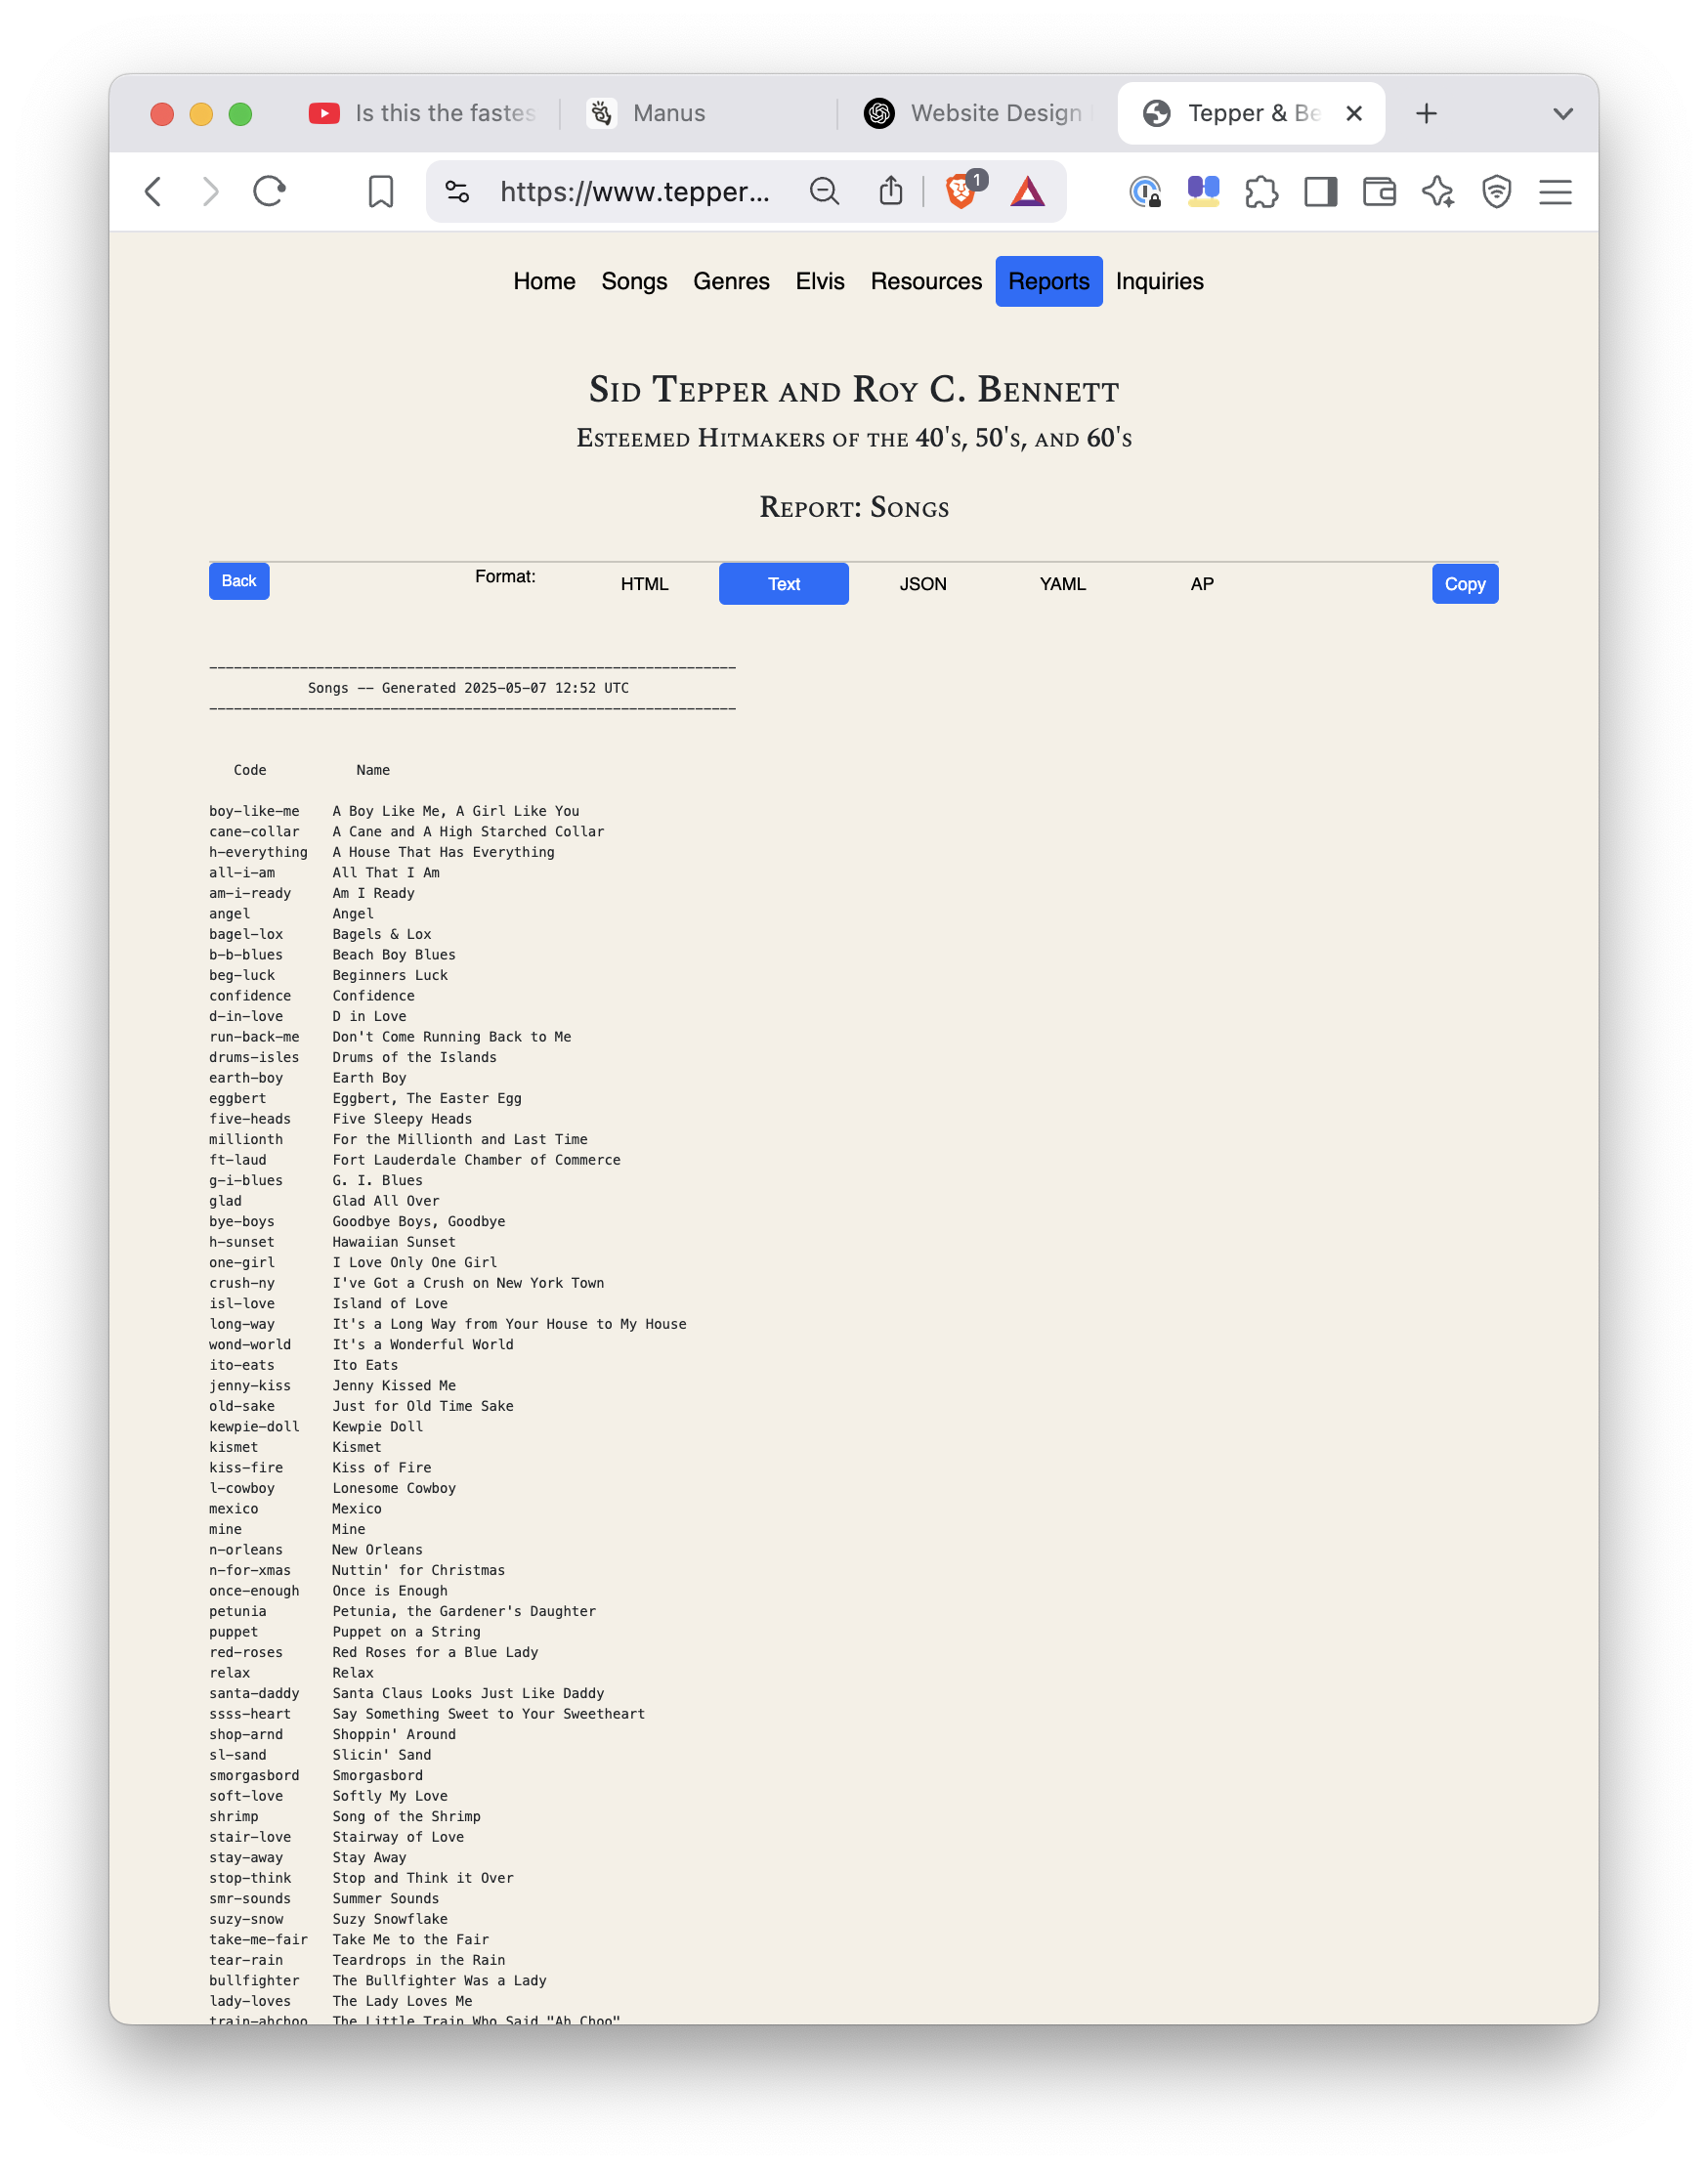 Is this the fastes
Manus
Website Design
Tepper & Be
https://www.tepper...
1
Home Songs Genres Elvis Resources Reports Inquiries
Sid Tepper and Roy C. Bennett
Esteemed Hitmakers of the 40's, 50's, and 60's
Report: Songs
Back Format: HTML Text JSON YAML AP Copy
----------------------------------------------------------------
Songs -- Generated 2025-05-07 12:52 UTC
----------------------------------------------------------------
Code Name
boy-like-me A Boy Like Me, A Girl Like You
cane-collar A Cane and A High Starched Collar
h-everything A House That Has Everything
all-i-am All That I Am
am-i-ready Am I Ready
angel Angel
bagel-lox Bagels & Lox
b-b-blues Beach Boy Blues
beg-luck Beginners Luck
confidence Confidence
d-in-love D in Love
run-back-me Don't Come Running Back to Me
drums-isles Drums of the Islands
earth-boy Earth Boy
eggbert Eggbert, The Easter Egg
five-heads Five Sleepy Heads
millionth For the Millionth and Last Time
ft-laud Fort Lauderdale Chamber of Commerce
g-i-blues G. I. Blues
glad Glad All Over
bye-boys Goodbye Boys, Goodbye
h-sunset Hawaiian Sunset
one-girl I Love Only One Girl
crush-ny I've Got a Crush on New York Town
isl-love Island of Love
long-way It's a Long Way from Your House to My House
wond-world It's a Wonderful World
ito-eats Ito Eats
jenny-kiss Jenny Kissed Me
old-sake Just for Old Time Sake
kewpie-doll Kewpie Doll
kismet Kismet
kiss-fire Kiss of Fire
l-cowboy Lonesome Cowboy
mexico Mexico
mine Mine
n-orleans New Orleans
n-for-xmas Nuttin' for Christmas
once-enough Once is Enough
petunia Petunia, the Gardener's Daughter
puppet Puppet on a String
red-roses Red Roses for a Blue Lady
relax Relax
santa-daddy Santa Claus Looks Just Like Daddy
ssss-heart Say Something Sweet to Your Sweetheart
shop-arnd Shoppin' Around
sl-sand Slicin' Sand
smorgasbord Smorgasbord
soft-love Softly My Love
shrimp Song of the Shrimp
stair-love Stairway of Love
stay-away Stay Away
stop-think Stop and Think it Over
smr-sounds Summer Sounds
suzy-snow Suzy Snowflake
take-me-fair Take Me to the Fair
tear-rain Teardrops in the Rain
bullfighter The Bullfighter Was a Lady
lady-loves The Lady Loves Me
train-ahchoo The Little Train Who Said "Ah Choo"